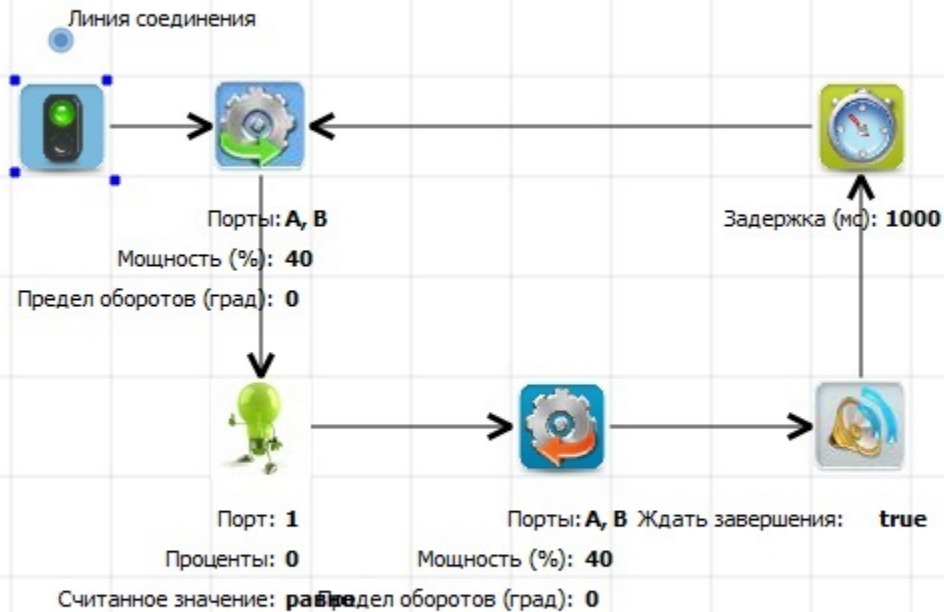 Линия соединения
Порты: A, B
Задержка (мс): 1000
Мощность (%): 40
Предел оборотов (град): 0
Порт: 1
Порты: A, B
Ждать завершения: true
Проценты: 0
Мощность (%): 40
Считанное значение: равно
Предел оборотов (град): 0